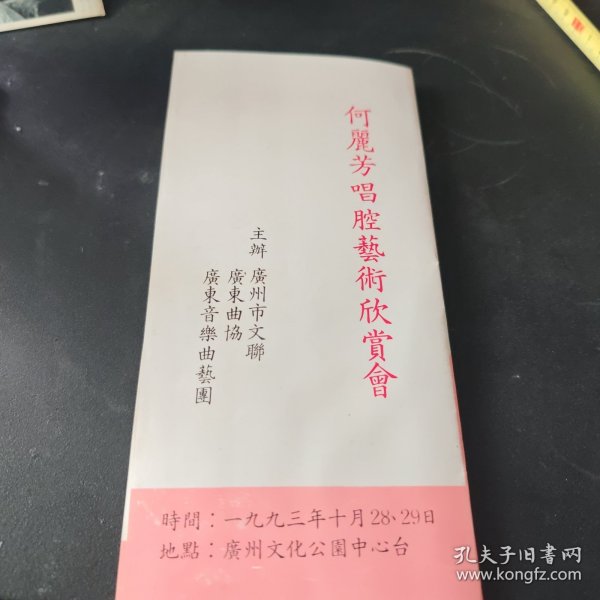 何麗芳唱腔藝術欣賞會
主辦 廣州市文聯
廣東曲協
廣東音樂曲藝團
時間：一九九三年十月28、29日
地點：廣州文化公園中心台
孔夫子旧书网
www.kongfz.com